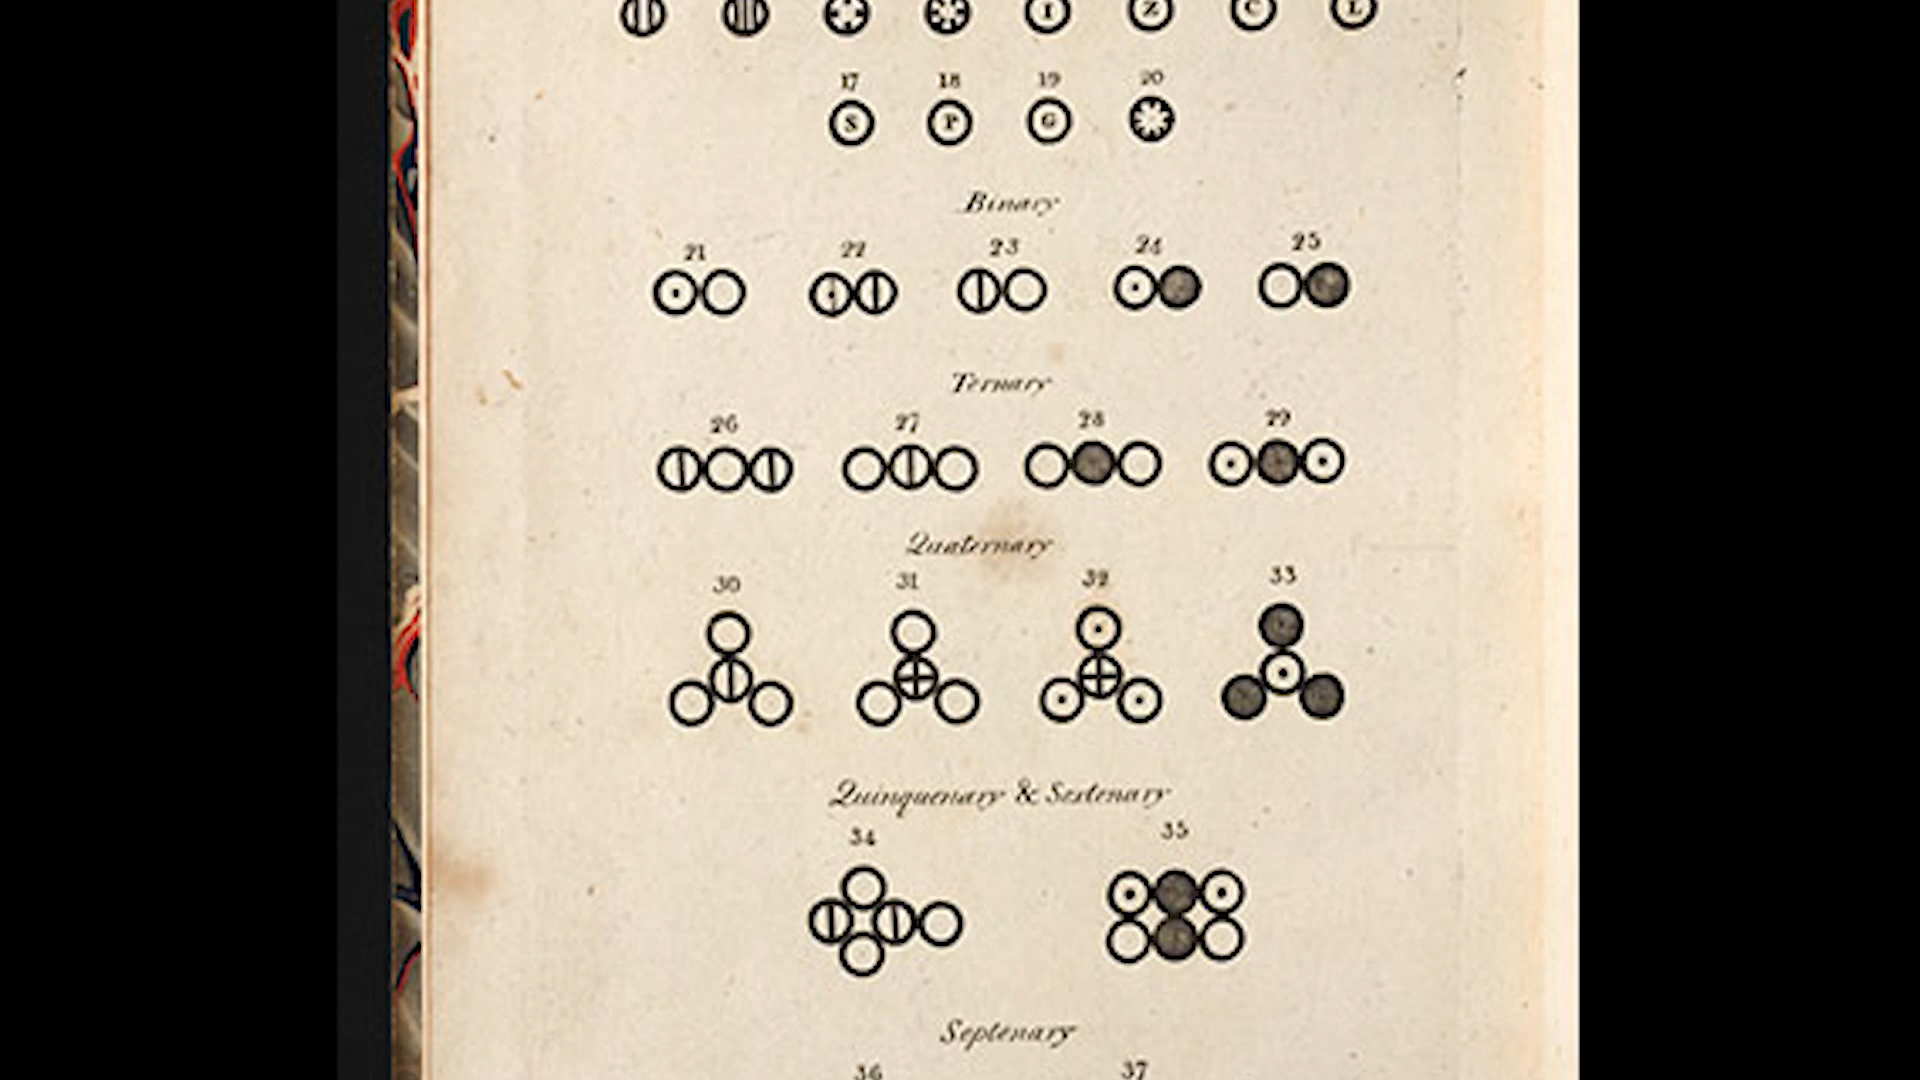 I Z C L
17 18 19 20
S P G
Binary
21 22 23 24 25
Ternary
26 27 28 29
Quaternary
30 31 32 33
Quinquenary & Sextenary
34 35
Septenary
36 37